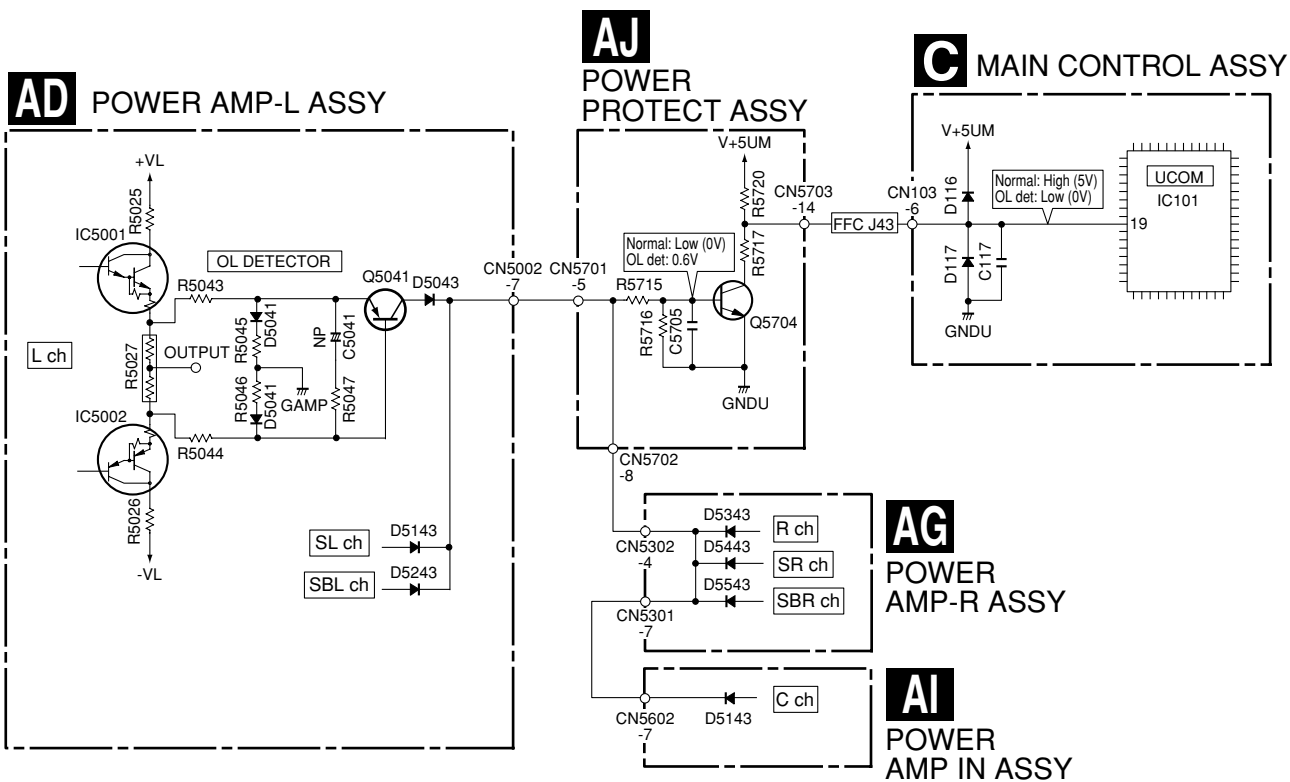 AD POWER AMP-L ASSY
+VL
R5025
IC5001
OL DETECTOR
R5043
Q5041
D5043
CN5002
-7
L ch
R5027
OUTPUT
R5045
D5041
NP
C5041
R5046
D5041
GAMP
R5047
IC5002
R5044
R5026
-VL
SL ch
D5143
SBL ch
D5243
AJ
POWER
PROTECT ASSY
V+5UM
R5720
CN5703
-14
CN5701
-5
Normal: Low (0V)
OL det: 0.6V
R5715
R5717
R5716
C5705
Q5704
GNDU
CN5702
-8
FFC J43
C MAIN CONTROL ASSY
V+5UM
CN103
-6
D116
Normal: High (5V)
OL det: Low (0V)
UCOM
IC101
19
D117
C117
GNDU
AG
POWER
AMP-R ASSY
D5343
R ch
CN5302
-4
D5443
SR ch
D5543
SBR ch
CN5301
-7
AI
POWER
AMP IN ASSY
C ch
CN5602
-7
D5143